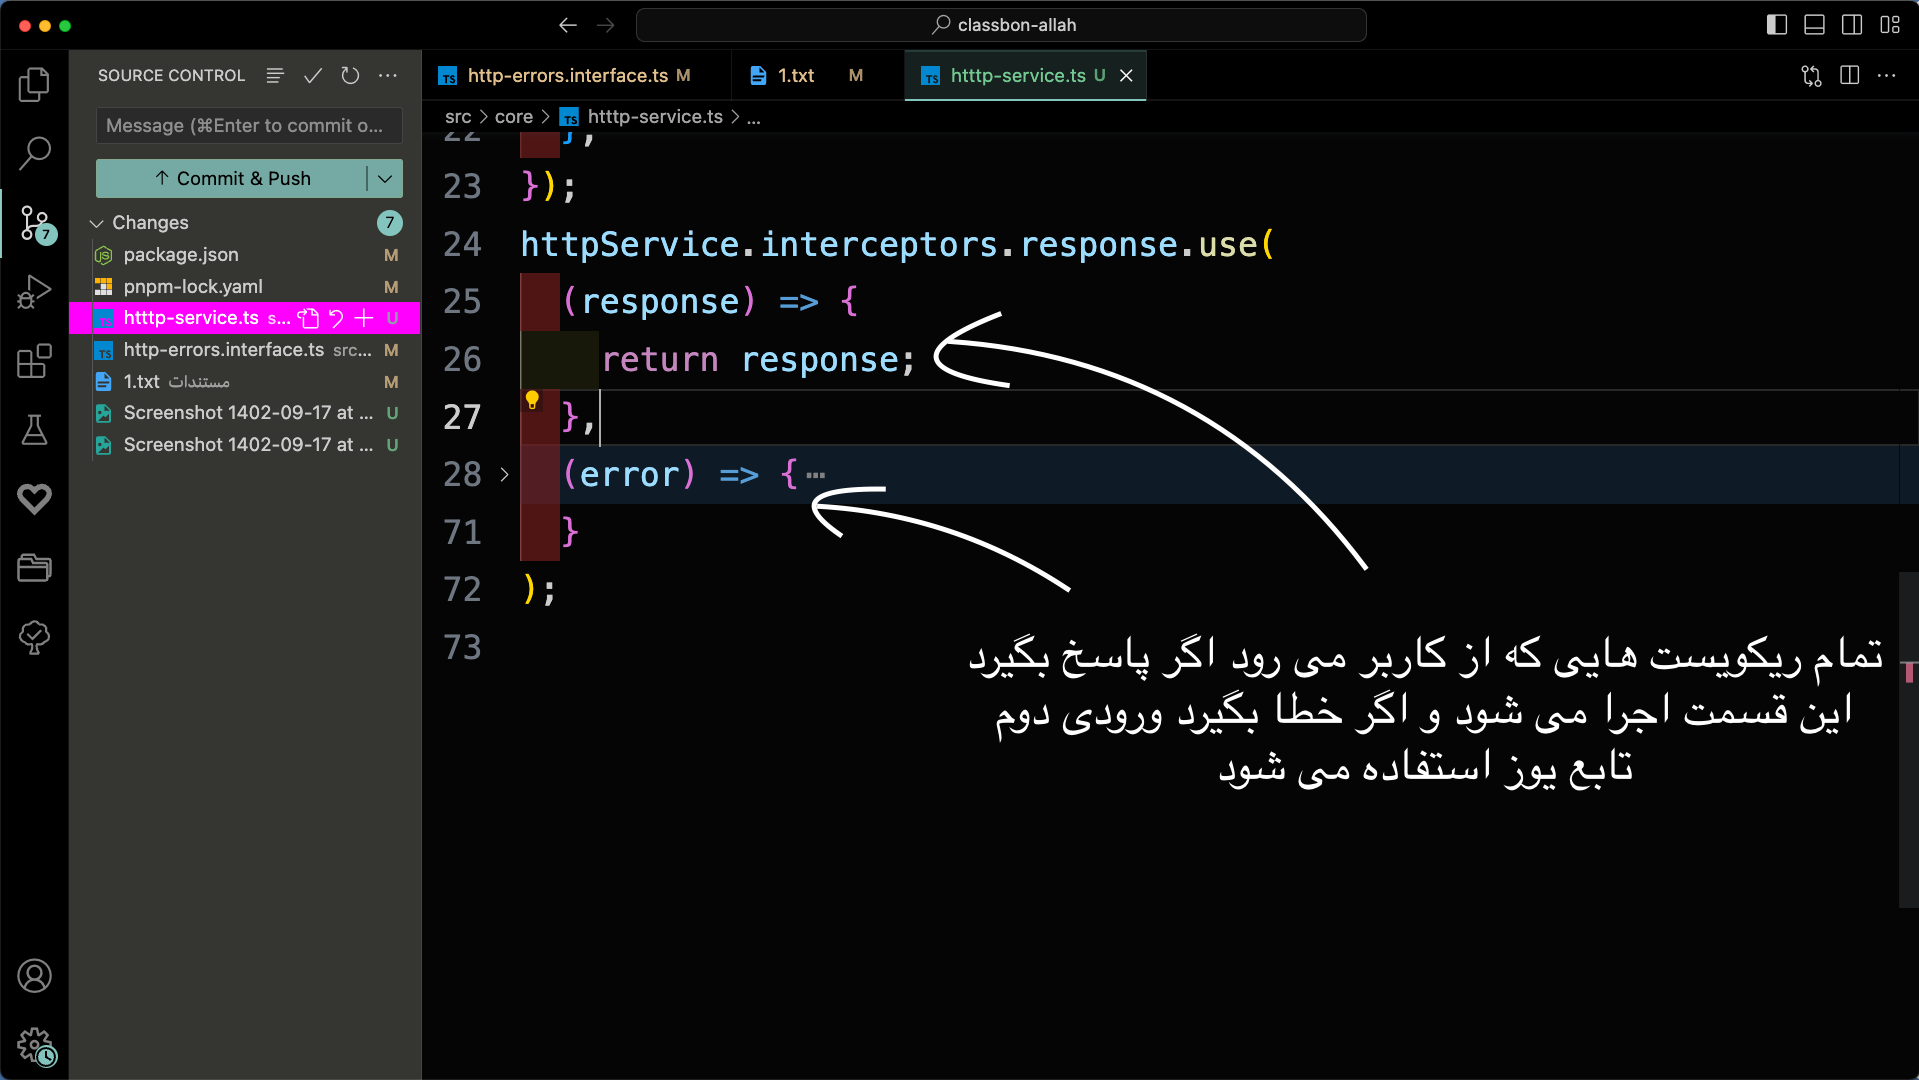 classbon-allah
SOURCE CONTROL
Message (⌘Enter to commit o...
Commit & Push
Changes 7
package.json M
pnpm-lock.yaml M
htttp-service.ts s... U
http-errors.interface.ts src... M
1.txt مستندات M
Screenshot 1402-09-17 at ... U
Screenshot 1402-09-17 at ... U
7
http-errors.interface.ts M
1.txt M
htttp-service.ts U
src > core > htttp-service.ts > ...
22 },
23 });
24 httpService.interceptors.response.use(
25 (response) => {
26 return response;
27 },
28 (error) => {…
71 }
72 );
73
تمام ریکویست هایی که از کاربر می رود اگر پاسخ بگیرد
این قسمت اجرا می شود و اگر خطا بگیرد ورودی دوم
تابع یوز استفاده می شود